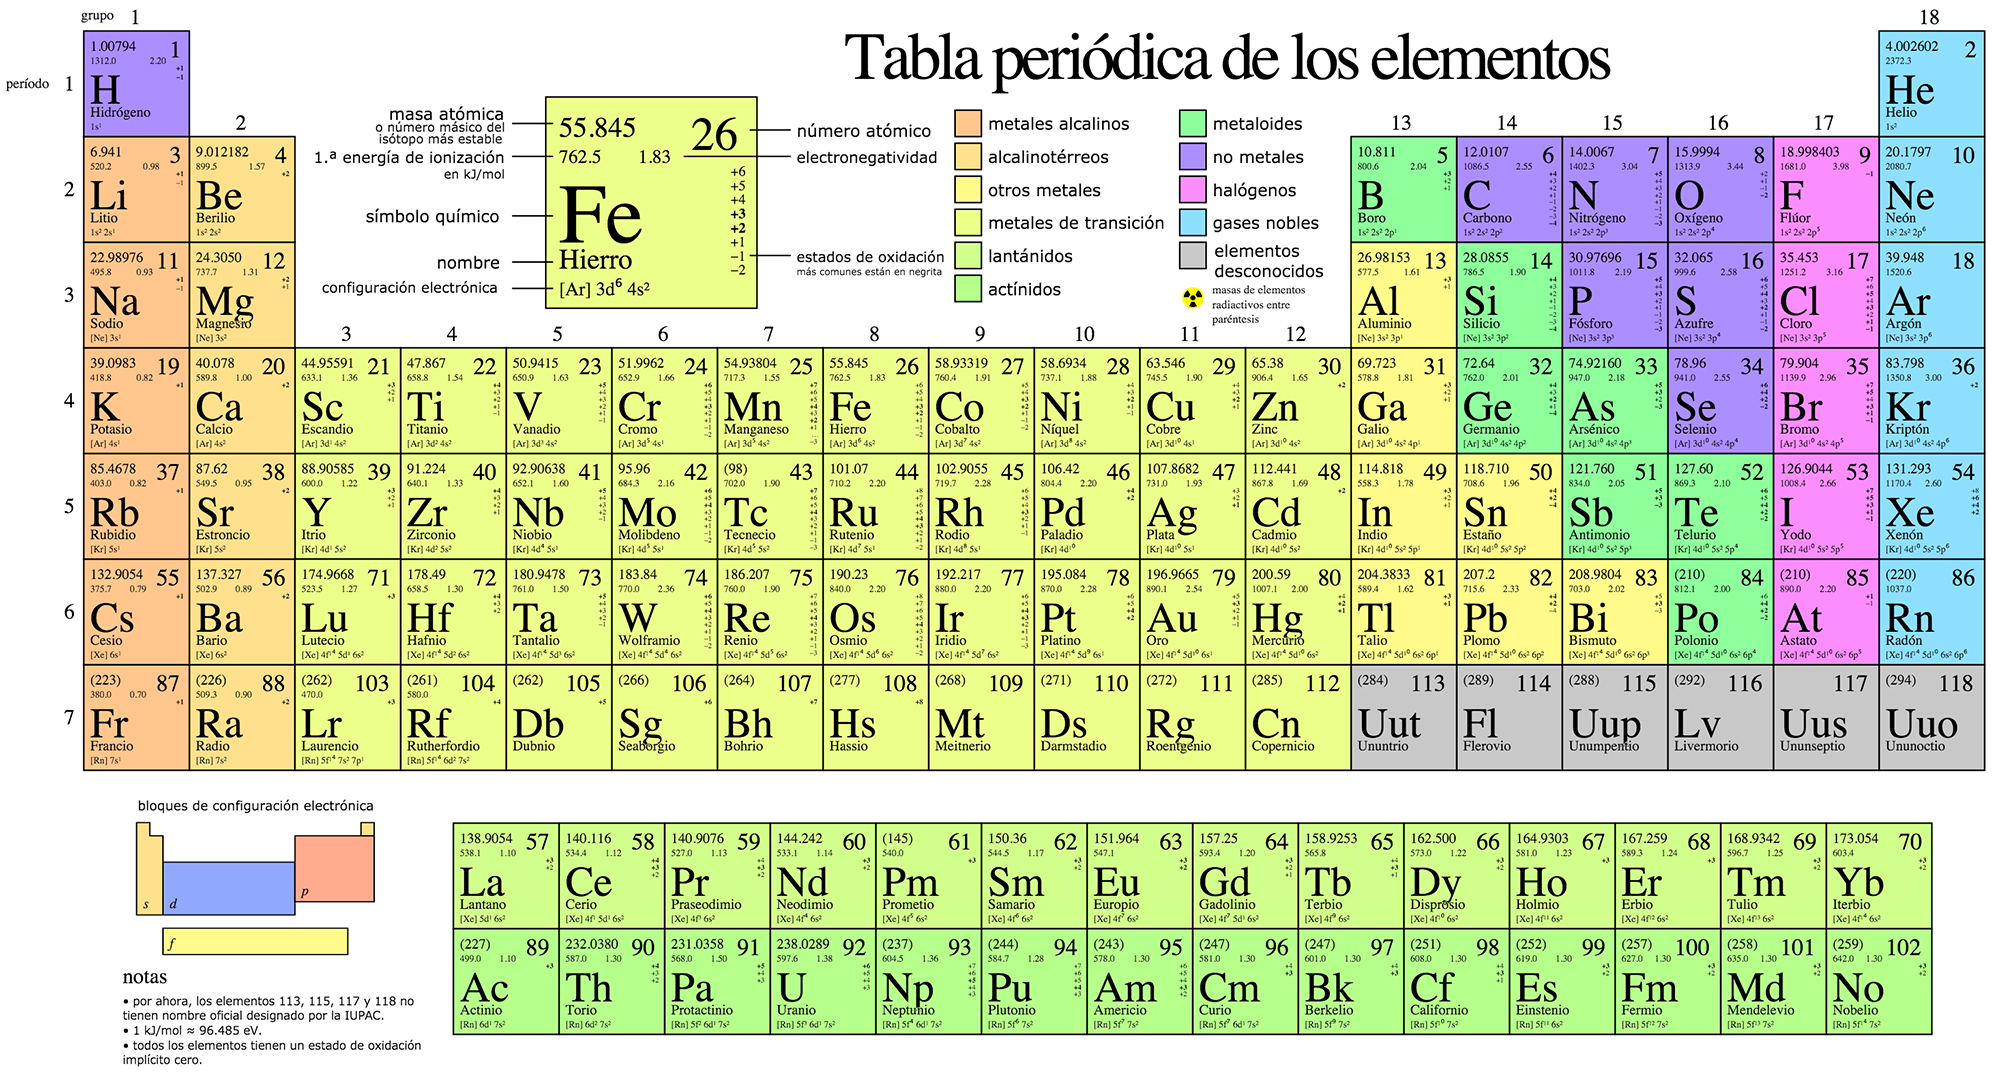 grupo 1
18
Tabla periódica de los elementos
período 1
1.00794 1
1312.0 2.20
+1
−1
H
Hidrógeno
1s¹
4.002602 2
2372.3
He
Helio
1s²
masa atómica
o número másico del
isótopo más estable
1.ª energía de ionización
en kJ/mol
símbolo químico
nombre
configuración electrónica
55.845 26
762.5 1.83
+6
+5
+4
+3
+2
+1
−1
−2
Fe
Hierro
[Ar] 3d⁶ 4s²
número atómico
electronegatividad
estados de oxidación
más comunes están en negrita
metales alcalinos
alcalinotérreos
otros metales
metales de transición
lantánidos
actínidos
metaloides
no metales
halógenos
gases nobles
elementos
desconocidos
masas de elementos
radiactivos entre
paréntesis
2 13 14 15 16 17
2
6.941 3 9.012182 4 10.811 5 12.0107 6 14.0067 7 15.9994 8 18.998403 9 20.1797 10
520.2 0.98 899.5 1.57 800.6 2.04 1086.5 2.55 1402.3 3.04 1313.9 3.44 1681.0 3.98 2080.7
Li Be B C N O F Ne
Litio Berilio Boro Carbono Nitrógeno Oxígeno Flúor Neón
1s² 2s¹ 1s² 2s² 1s² 2s² 2p¹ 1s² 2s² 2p² 1s² 2s² 2p³ 1s² 2s² 2p⁴ 1s² 2s² 2p⁵ 1s² 2s² 2p⁶
3
22.98976 11 24.3050 12 26.98153 13 28.0855 14 30.97696 15 32.065 16 35.453 17 39.948 18
495.8 0.93 737.7 1.31 577.5 1.61 786.5 1.90 1011.8 2.19 999.6 2.58 1251.2 3.16 1520.6
Na Mg Al Si P S Cl Ar
Sodio Magnesio Aluminio Silicio Fósforo Azufre Cloro Argón
[Ne] 3s¹ [Ne] 3s² [Ne] 3s² 3p¹ [Ne] 3s² 3p² [Ne] 3s² 3p³ [Ne] 3s² 3p⁴ [Ne] 3s² 3p⁵ [Ne] 3s² 3p⁶
3 4 5 6 7 8 9 10 11 12
4
39.0983 19 40.078 20 44.95591 21 47.867 22 50.9415 23 51.9962 24 54.93804 25 55.845 26 58.93319 27 58.6934 28 63.546 29 65.38 30 69.723 31 72.64 32 74.92160 33 78.96 34 79.904 35 83.798 36
418.8 0.82 589.8 1.00 633.1 1.36 658.8 1.54 650.9 1.63 652.9 1.66 717.3 1.55 762.5 1.83 760.4 1.91 737.1 1.88 745.5 1.90 906.4 1.65 578.8 1.81 762.0 2.01 947.0 2.18 941.0 2.55 1139.9 2.96 1350.8 3.00
K Ca Sc Ti V Cr Mn Fe Co Ni Cu Zn Ga Ge As Se Br Kr
Potasio Calcio Escandio Titanio Vanadio Cromo Manganeso Hierro Cobalto Níquel Cobre Zinc Galio Germanio Arsénico Selenio Bromo Kriptón
[Ar] 4s¹ [Ar] 4s² [Ar] 3d¹ 4s² [Ar] 3d² 4s² [Ar] 3d³ 4s² [Ar] 3d⁵ 4s¹ [Ar] 3d⁵ 4s² [Ar] 3d⁶ 4s² [Ar] 3d⁷ 4s² [Ar] 3d⁸ 4s² [Ar] 3d¹⁰ 4s¹ [Ar] 3d¹⁰ 4s² [Ar] 3d¹⁰ 4s² 4p¹ [Ar] 3d¹⁰ 4s² 4p² [Ar] 3d¹⁰ 4s² 4p³ [Ar] 3d¹⁰ 4s² 4p⁴ [Ar] 3d¹⁰ 4s² 4p⁵ [Ar] 3d¹⁰ 4s² 4p⁶
5
85.4678 37 87.62 38 88.90585 39 91.224 40 92.90638 41 95.96 42 (98) 43 101.07 44 102.9055 45 106.42 46 107.8682 47 112.441 48 114.818 49 118.710 50 121.760 51 127.60 52 126.9044 53 131.293 54
403.0 0.82 549.5 0.95 600.0 1.22 640.1 1.33 652.1 1.60 684.3 2.16 702.0 1.90 710.2 2.20 719.7 2.28 804.4 2.20 731.0 1.93 867.8 1.69 558.3 1.78 708.6 1.96 834.0 2.05 869.3 2.10 1008.4 2.66 1170.4 2.60
Rb Sr Y Zr Nb Mo Tc Ru Rh Pd Ag Cd In Sn Sb Te I Xe
Rubidio Estroncio Itrio Zirconio Niobio Molibdeno Tecnecio Rutenio Rodio Paladio Plata Cadmio Indio Estaño Antimonio Telurio Yodo Xenón
[Kr] 5s¹ [Kr] 5s² [Kr] 4d¹ 5s² [Kr] 4d² 5s² [Kr] 4d⁴ 5s¹ [Kr] 4d⁵ 5s¹ [Kr] 4d⁵ 5s² [Kr] 4d⁷ 5s¹ [Kr] 4d⁸ 5s¹ [Kr] 4d¹⁰ [Kr] 4d¹⁰ 5s¹ [Kr] 4d¹⁰ 5s² [Kr] 4d¹⁰ 5s² 5p¹ [Kr] 4d¹⁰ 5s² 5p² [Kr] 4d¹⁰ 5s² 5p³ [Kr] 4d¹⁰ 5s² 5p⁴ [Kr] 4d¹⁰ 5s² 5p⁵ [Kr] 4d¹⁰ 5s² 5p⁶
6
132.9054 55 137.327 56 174.9668 71 178.49 72 180.9478 73 183.84 74 186.207 75 190.23 76 192.217 77 195.084 78 196.9665 79 200.59 80 204.3833 81 207.2 82 208.9804 83 (210) 84 (210) 85 (220) 86
375.7 0.79 502.9 0.89 523.5 1.27 658.5 1.30 761.0 1.50 770.0 2.36 760.0 1.90 840.0 2.20 880.0 2.20 870.0 2.28 890.1 2.54 1007.1 2.00 589.4 1.62 715.6 2.33 703.0 2.02 812.1 2.00 890.0 2.20 1037.0
Cs Ba Lu Hf Ta W Re Os Ir Pt Au Hg Tl Pb Bi Po At Rn
Cesio Bario Lutecio Hafnio Tantalio Wolframio Renio Osmio Iridio Platino Oro Mercurio Talio Plomo Bismuto Polonio Astato Radón
[Xe] 6s¹ [Xe] 6s² [Xe] 4f¹⁴ 5d¹ 6s² [Xe] 4f¹⁴ 5d² 6s² [Xe] 4f¹⁴ 5d³ 6s² [Xe] 4f¹⁴ 5d⁴ 6s² [Xe] 4f¹⁴ 5d⁵ 6s² [Xe] 4f¹⁴ 5d⁶ 6s² [Xe] 4f¹⁴ 5d⁷ 6s² [Xe] 4f¹⁴ 5d⁹ 6s¹ [Xe] 4f¹⁴ 5d¹⁰ 6s¹ [Xe] 4f¹⁴ 5d¹⁰ 6s² [Xe] 4f¹⁴ 5d¹⁰ 6s² 6p¹ [Xe] 4f¹⁴ 5d¹⁰ 6s² 6p² [Xe] 4f¹⁴ 5d¹⁰ 6s² 6p³ [Xe] 4f¹⁴ 5d¹⁰ 6s² 6p⁴ [Xe] 4f¹⁴ 5d¹⁰ 6s² 6p⁵ [Xe] 4f¹⁴ 5d¹⁰ 6s² 6p⁶
7
(223) 87 (226) 88 (262) 103 (261) 104 (262) 105 (266) 106 (264) 107 (277) 108 (268) 109 (271) 110 (272) 111 (285) 112 (284) 113 (289) 114 (288) 115 (292) 116 117 (294) 118
380.0 0.70 509.3 0.90 470.0 580.0
Fr Ra Lr Rf Db Sg Bh Hs Mt Ds Rg Cn Uut Fl Uup Lv Uus Uuo
Francio Radio Laurencio Rutherfordio Dubnio Seaborgio Bohrio Hassio Meitnerio Darmstadio Roentgenio Copernicio Ununtrio Flerovio Ununpentio Livermorio Ununseptio Ununoctio
[Rn] 7s¹ [Rn] 7s² [Rn] 5f¹⁴ 7s² 7p¹ [Rn] 5f¹⁴ 6d² 7s²
bloques de configuración electrónica
s d p
f
138.9054 57 140.116 58 140.9076 59 144.242 60 (145) 61 150.36 62 151.964 63 157.25 64 158.9253 65 162.500 66 164.9303 67 167.259 68 168.9342 69 173.054 70
538.1 1.10 534.4 1.12 527.0 1.13 533.1 1.14 540.0 544.5 1.17 547.1 593.4 1.20 565.8 573.0 1.22 581.0 1.23 589.3 1.24 596.7 1.25 603.4
La Ce Pr Nd Pm Sm Eu Gd Tb Dy Ho Er Tm Yb
Lantano Cerio Praseodimio Neodimio Prometio Samario Europio Gadolinio Terbio Disprosio Holmio Erbio Tulio Iterbio
[Xe] 5d¹ 6s² [Xe] 4f¹ 5d¹ 6s² [Xe] 4f³ 6s² [Xe] 4f⁴ 6s² [Xe] 4f⁵ 6s² [Xe] 4f⁶ 6s² [Xe] 4f⁷ 6s² [Xe] 4f⁷ 5d¹ 6s² [Xe] 4f⁹ 6s² [Xe] 4f¹⁰ 6s² [Xe] 4f¹¹ 6s² [Xe] 4f¹² 6s² [Xe] 4f¹³ 6s² [Xe] 4f¹⁴ 6s²
(227) 89 232.0380 90 231.0358 91 238.0289 92 (237) 93 (244) 94 (243) 95 (247) 96 (247) 97 (251) 98 (252) 99 (257) 100 (258) 101 (259) 102
499.0 1.10 587.0 1.30 568.0 1.50 597.6 1.38 604.5 1.36 584.7 1.28 578.0 1.30 581.0 1.30 601.0 1.30 608.0 1.30 619.0 1.30 627.0 1.30 635.0 1.30 642.0 1.30
Ac Th Pa U Np Pu Am Cm Bk Cf Es Fm Md No
Actinio Torio Protactinio Uranio Neptunio Plutonio Americio Curio Berkelio Californio Einstenio Fermio Mendelevio Nobelio
[Rn] 6d¹ 7s² [Rn] 6d² 7s² [Rn] 5f² 6d¹ 7s² [Rn] 5f³ 6d¹ 7s² [Rn] 5f⁴ 6d¹ 7s² [Rn] 5f⁶ 7s² [Rn] 5f⁷ 7s² [Rn] 5f⁷ 6d¹ 7s² [Rn] 5f⁹ 7s² [Rn] 5f¹⁰ 7s² [Rn] 5f¹¹ 6s² [Rn] 5f¹² 7s² [Rn] 5f¹³ 7s² [Rn] 5f¹⁴ 7s²
notas
• por ahora, los elementos 113, 115, 117 y 118 no
tienen nombre oficial designado por la IUPAC.
• 1 kJ/mol ≈ 96.485 eV.
• todos los elementos tienen un estado de oxidación
implícito cero.